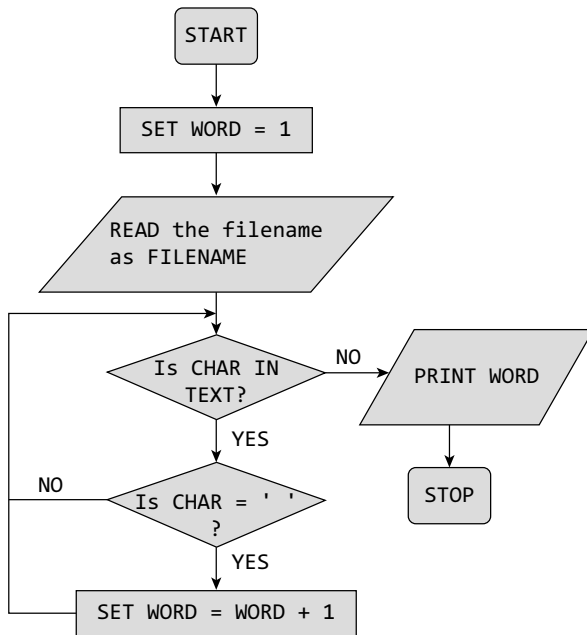 START
SET WORD = 1
READ the filename
as FILENAME
Is CHAR IN
TEXT?
NO
PRINT WORD
YES
NO
Is CHAR = ' '
?
STOP
YES
SET WORD = WORD + 1